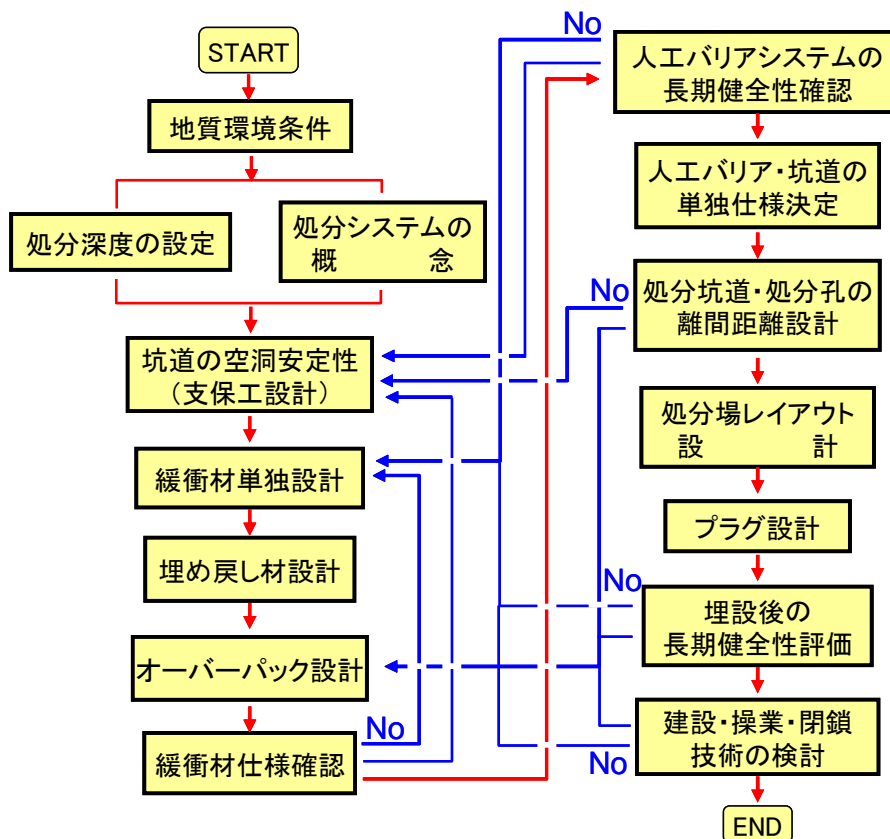 START
地質環境条件
処分深度の設定
処分システムの
概 念
坑道の空洞安定性
（支保工設計）
緩衝材単独設計
埋め戻し材設計
オーバーパック設計
緩衝材仕様確認
No
No
人工バリアシステムの
長期健全性確認
人工バリア・坑道の
単独仕様決定
No
処分坑道・処分孔の
離間距離設計
処分場レイアウト
設 計
プラグ設計
No
埋設後の
長期健全性評価
建設・操業・閉鎖
技術の検討
No
END